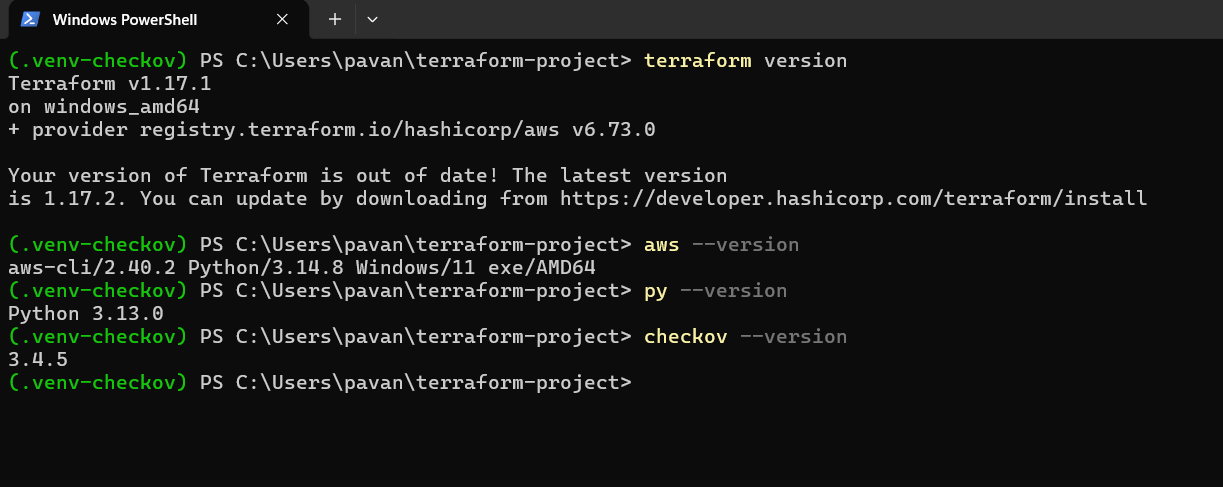 Windows PowerShell
(.venv-checkov) PS C:\Users\pavan\terraform-project> terraform version
Terraform v1.17.1
on windows_amd64
+ provider registry.terraform.io/hashicorp/aws v6.73.0
Your version of Terraform is out of date! The latest version
is 1.17.2. You can update by downloading from https://developer.hashicorp.com/terraform/install
(.venv-checkov) PS C:\Users\pavan\terraform-project> aws --version
aws-cli/2.40.2 Python/3.14.8 Windows/11 exe/AMD64
(.venv-checkov) PS C:\Users\pavan\terraform-project> py --version
Python 3.13.0
(.venv-checkov) PS C:\Users\pavan\terraform-project> checkov --version
3.4.5
(.venv-checkov) PS C:\Users\pavan\terraform-project>